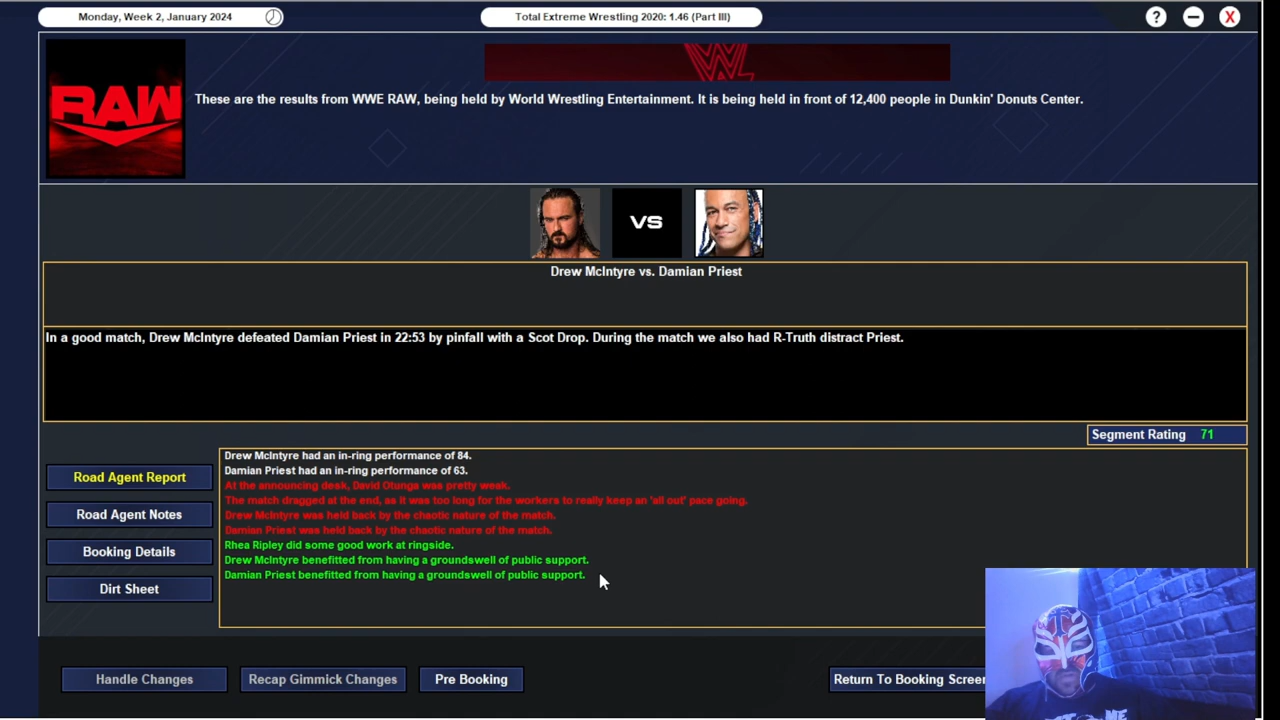 Monday, Week 2, January 2024
Total Extreme Wrestling 2020: 1.46 (Part III)
?
X
RAW
These are the results from WWE RAW, being held by World Wrestling Entertainment. It is being held in front of 12,400 people in Dunkin' Donuts Center.
VS
Drew McIntyre vs. Damian Priest
In a good match, Drew McIntyre defeated Damian Priest in 22:53 by pinfall with a Scot Drop. During the match we also had R-Truth distract Priest.
Segment Rating 71
Road Agent Report
Road Agent Notes
Booking Details
Dirt Sheet
Drew McIntyre had an in-ring performance of 84.
Damian Priest had an in-ring performance of 63.
At the announcing desk, David Otunga was pretty weak.
The match dragged at the end, as it was too long for the workers to really keep an 'all out' pace going.
Drew McIntyre was held back by the chaotic nature of the match.
Damian Priest was held back by the chaotic nature of the match.
Rhea Ripley did some good work at ringside.
Drew McIntyre benefitted from having a groundswell of public support.
Damian Priest benefitted from having a groundswell of public support.
Handle Changes
Recap Gimmick Changes
Pre Booking
Return To Booking Screen